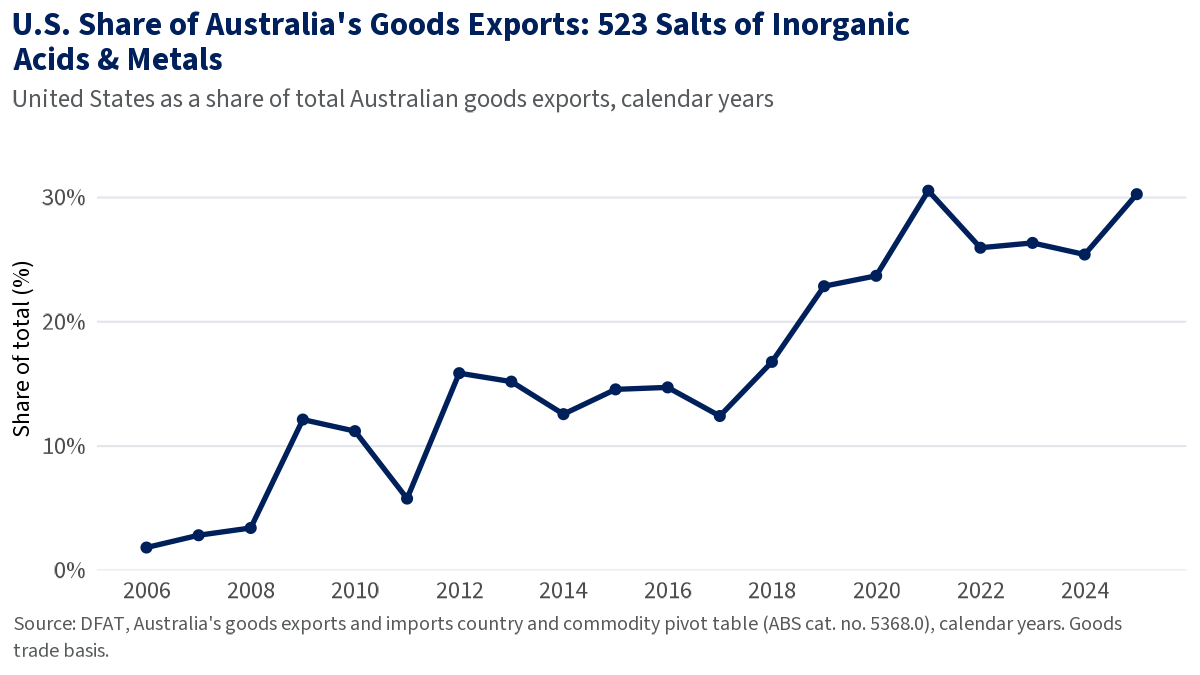 U.S. Share of Australia's Goods Exports: 523 Salts of Inorganic
Acids & Metals
United States as a share of total Australian goods exports, calendar years
Share of total (%)
30%
20%
10%
0%
2006 2008 2010 2012 2014 2016 2018 2020 2022 2024
Source: DFAT, Australia's goods exports and imports country and commodity pivot table (ABS cat. no. 5368.0), calendar years. Goods
trade basis.